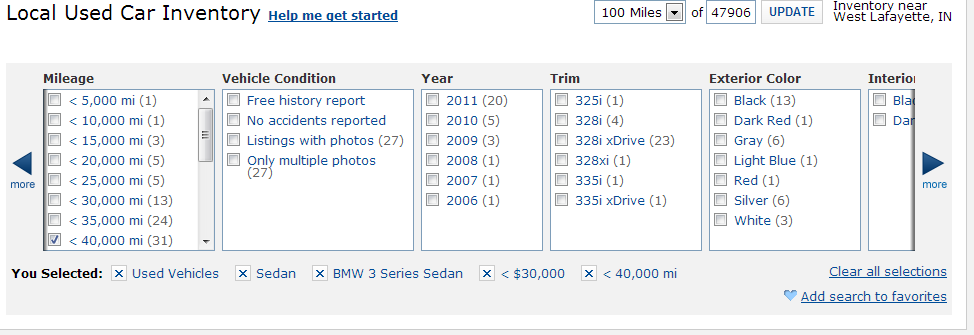 Local Used Car Inventory Help me get started
100 Miles of 47906 UPDATE
Inventory near
West Lafayette, IN
more
Mileage
< 5,000 mi (1)
< 10,000 mi (1)
< 15,000 mi (3)
< 20,000 mi (5)
< 25,000 mi (5)
< 30,000 mi (13)
< 35,000 mi (24)
< 40,000 mi (31)
Vehicle Condition
Free history report
No accidents reported
Listings with photos (27)
Only multiple photos
(27)
Year
2011 (20)
2010 (5)
2009 (3)
2008 (1)
2007 (1)
2006 (1)
Trim
325i (1)
328i (4)
328i xDrive (23)
328xi (1)
335i (1)
335i xDrive (1)
Exterior Color
Black (13)
Dark Red (1)
Gray (6)
Light Blue (1)
Red (1)
Silver (6)
White (3)
Interior
more
You Selected: Used Vehicles Sedan BMW 3 Series Sedan < $30,000 < 40,000 mi
Clear all selections
Add search to favorites